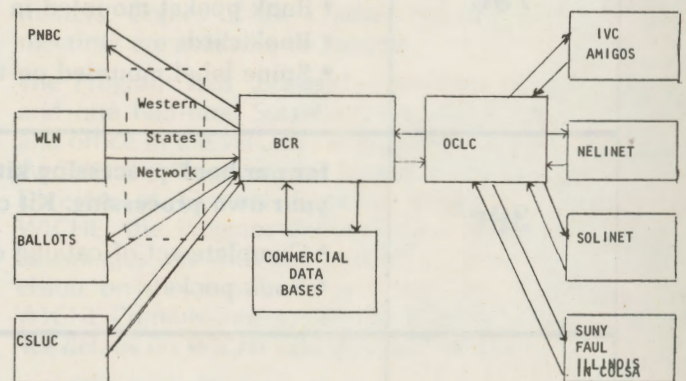 PNBC
WLN
BALLOTS
CSLUC
Western
States
Network
BCR
COMMERCIAL
DATA
BASES
OCLC
IVC
AMIGOS
NELINET
SOLINET
SUNY
FAUL
ILLINOIS
IN COLSA